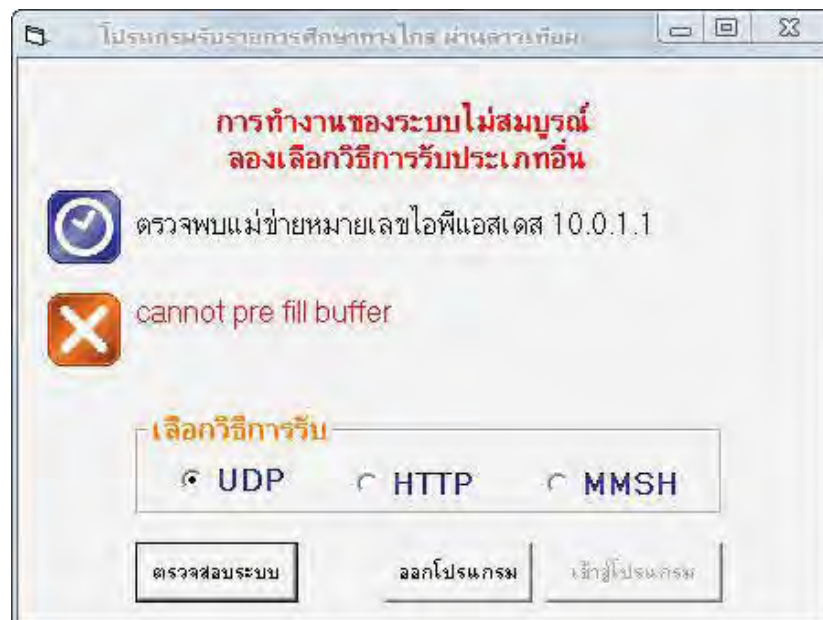 โปรแกรมรับรายการศึกษาทางไกล ผ่านดาวเทียม
การทำงานของระบบไม่สมบูรณ์
ลองเลือกวิธีการรับประเภทอื่น
ตรวจพบแม่ข่ายหมายเลขไอพีแอสเดส 10.0.1.1
cannot pre fill buffer
เลือกวิธีการรับ
UDP HTTP MMSH
ตรวจสอบระบบ ออกโปรแกรม เข้าสู่โปรแกรม